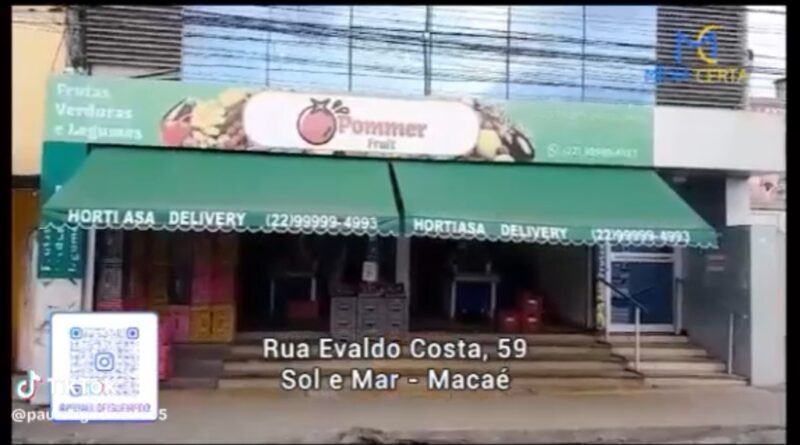 Frutas
Verduras
e Legumes
Pommer
Fruit
HORTI ASA DELIVERY (22)99999-4993
HORTIASA DELIVERY (22)99999-4993
Rua Evaldo Costa, 59
Sol e Mar - Macaé
TikTok